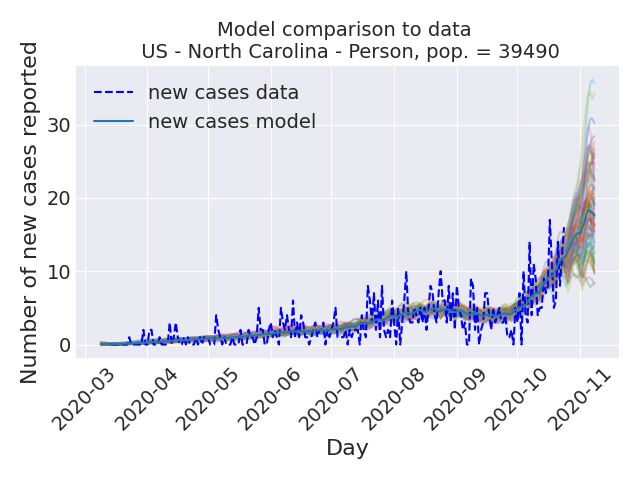 Model comparison to data
US - North Carolina - Person, pop. = 39490
Number of new cases reported
new cases data
new cases model
30
20
10
0
2020-03
2020-04
2020-05
2020-06
2020-07
2020-08
2020-09
2020-10
2020-11
Day